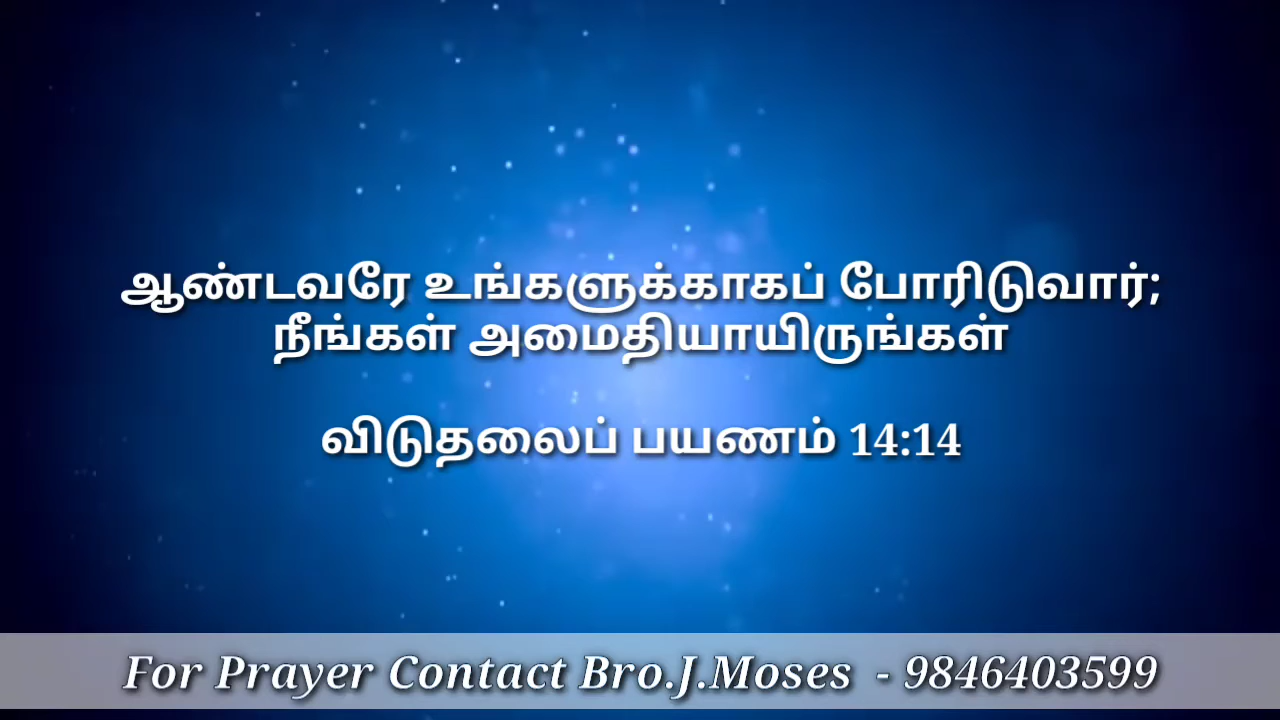 ஆண்டவரே உங்களுக்காகப் போரிடுவார்;
நீங்கள் அமைதியாயிருங்கள்
விடுதலைப் பயணம் 14:14
For Prayer Contact Bro.J.Moses - 9846403599